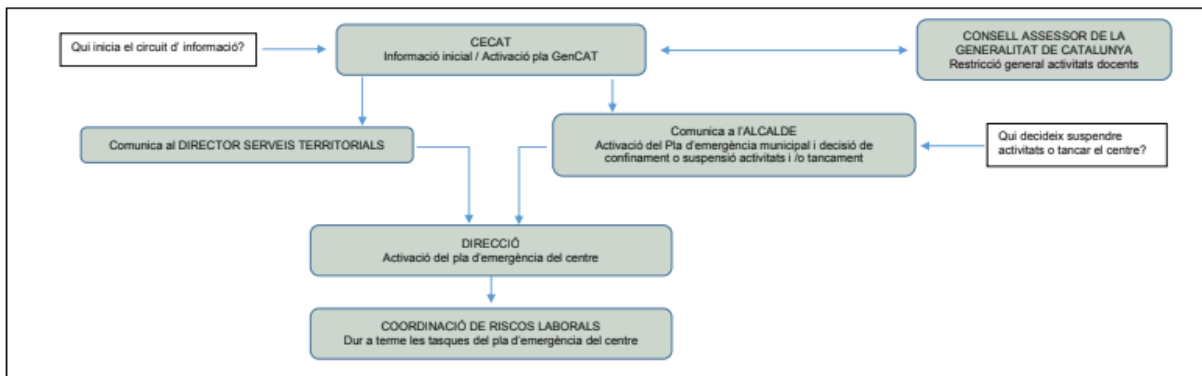 Qui inicia el circuit d' informació?
CECAT
Informació inicial / Activació pla GenCAT
CONSELL ASSESSOR DE LA
GENERALITAT DE CATALUNYA
Restricció general activitats docents
Comunica al DIRECTOR SERVEIS TERRITORIALS
Comunica a l'ALCALDE
Activació del Pla d'emergència municipal i decisió de
confinament o suspensió activitats i /o tancament
Qui decideix suspendre
activitats o tancar el centre?
DIRECCIÓ
Activació del pla d'emergència del centre
COORDINACIÓ DE RISCOS LABORALS
Dur a terme les tasques del pla d'emergència del centre